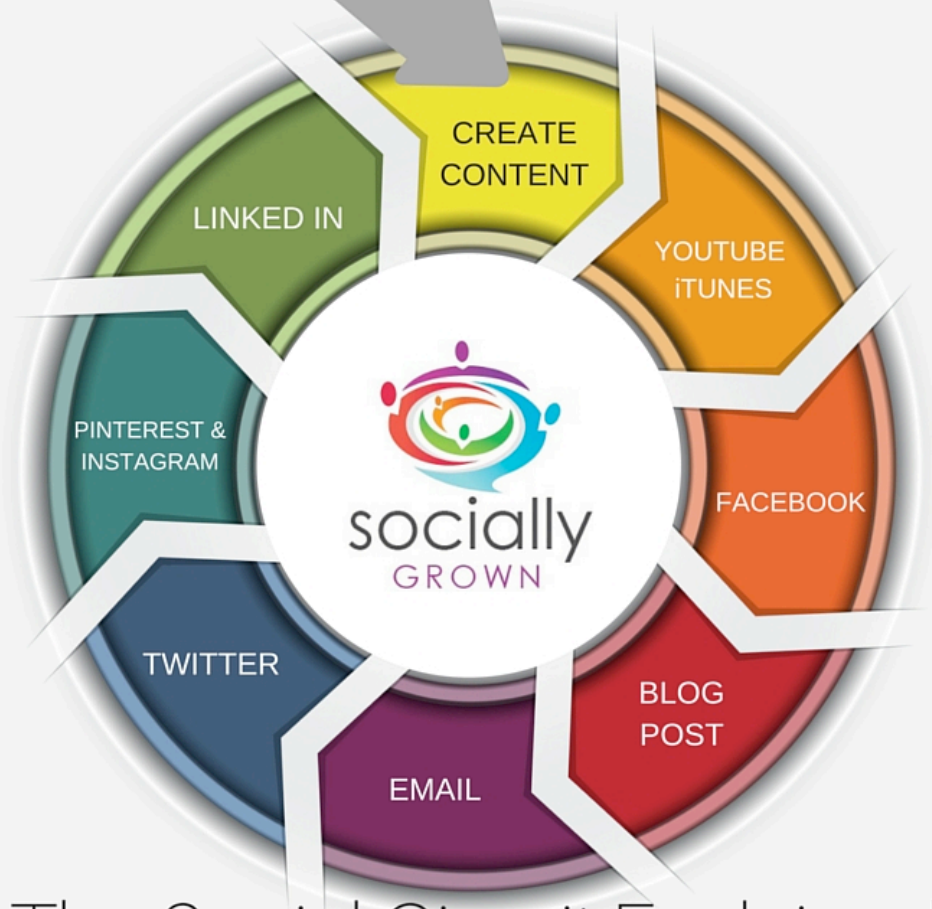 CREATE
CONTENT
YOUTUBE
iTUNES
FACEBOOK
BLOG
POST
EMAIL
TWITTER
PINTEREST &
INSTAGRAM
LINKED IN
socially
GROWN